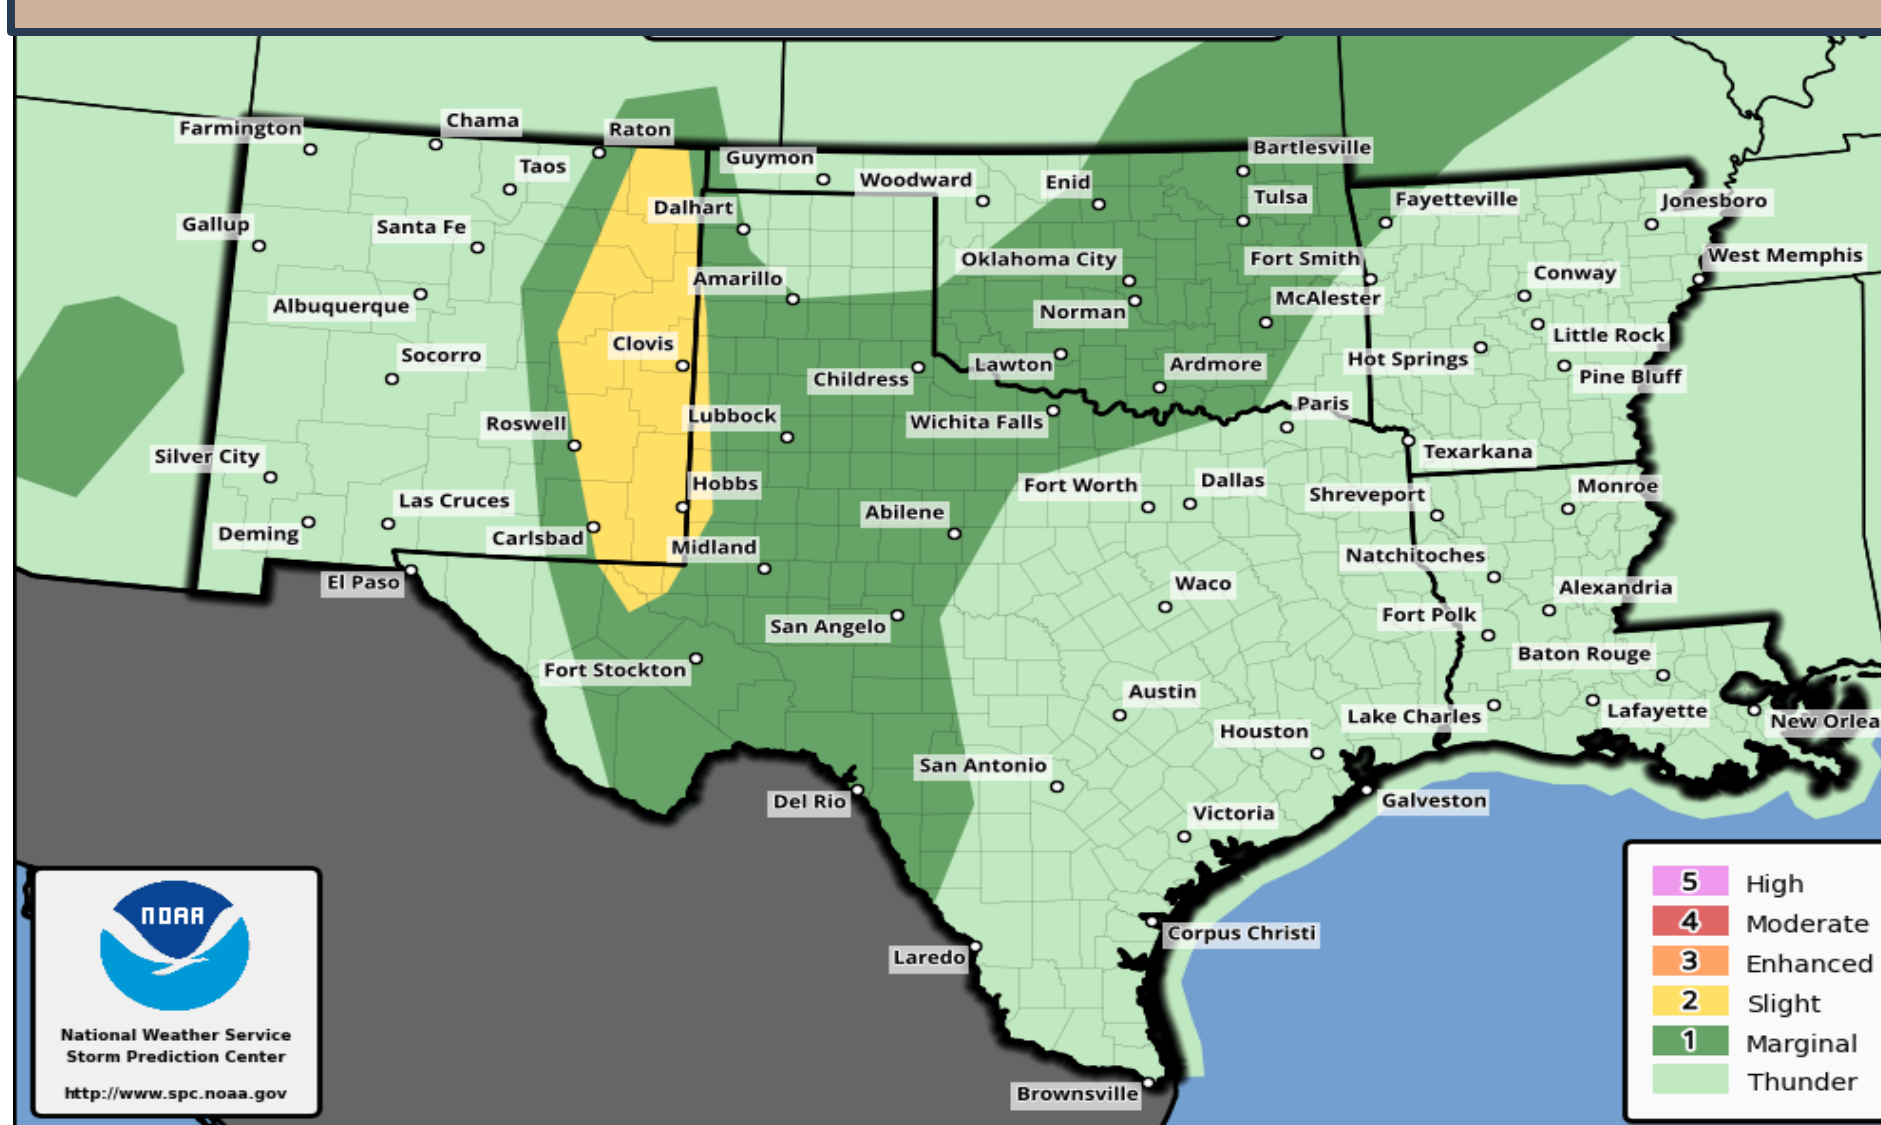 Farmington
Chama
Raton
Taos
Guymon
Woodward
Enid
Bartlesville
Tulsa
Fayetteville
Jonesboro
Gallup
Santa Fe
Dalhart
Amarillo
Oklahoma City
Fort Smith
West Memphis
Conway
Albuquerque
Norman
McAlester
Little Rock
Socorro
Clovis
Childress
Lawton
Ardmore
Hot Springs
Pine Bluff
Roswell
Lubbock
Wichita Falls
Paris
Texarkana
Silver City
Las Cruces
Hobbs
Fort Worth
Dallas
Shreveport
Monroe
Deming
Carlsbad
Midland
Abilene
Natchitoches
El Paso
Waco
Alexandria
San Angelo
Fort Polk
Fort Stockton
Baton Rouge
Austin
Houston
Lake Charles
Lafayette
New Orlea
San Antonio
Del Rio
Galveston
Victoria
Laredo
Corpus Christi
Brownsville
NOAA
National Weather Service
Storm Prediction Center
http://www.spc.noaa.gov
5 High
4 Moderate
3 Enhanced
2 Slight
1 Marginal
Thunder